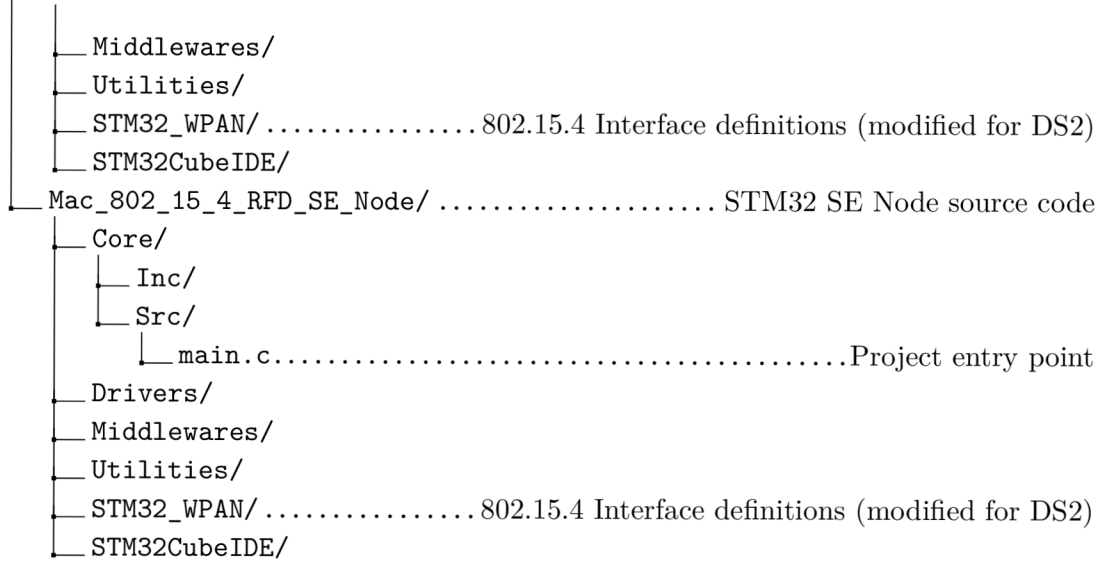 Middlewares/
Utilities/
STM32_WPAN/ ................ 802.15.4 Interface definitions (modified for DS2)
STM32CubeIDE/
Mac_802_15_4_RFD_SE_Node/ ..................... STM32 SE Node source code
Core/
Inc/
Src/
main.c...........................................Project entry point
Drivers/
Middlewares/
Utilities/
STM32_WPAN/ ................ 802.15.4 Interface definitions (modified for DS2)
STM32CubeIDE/